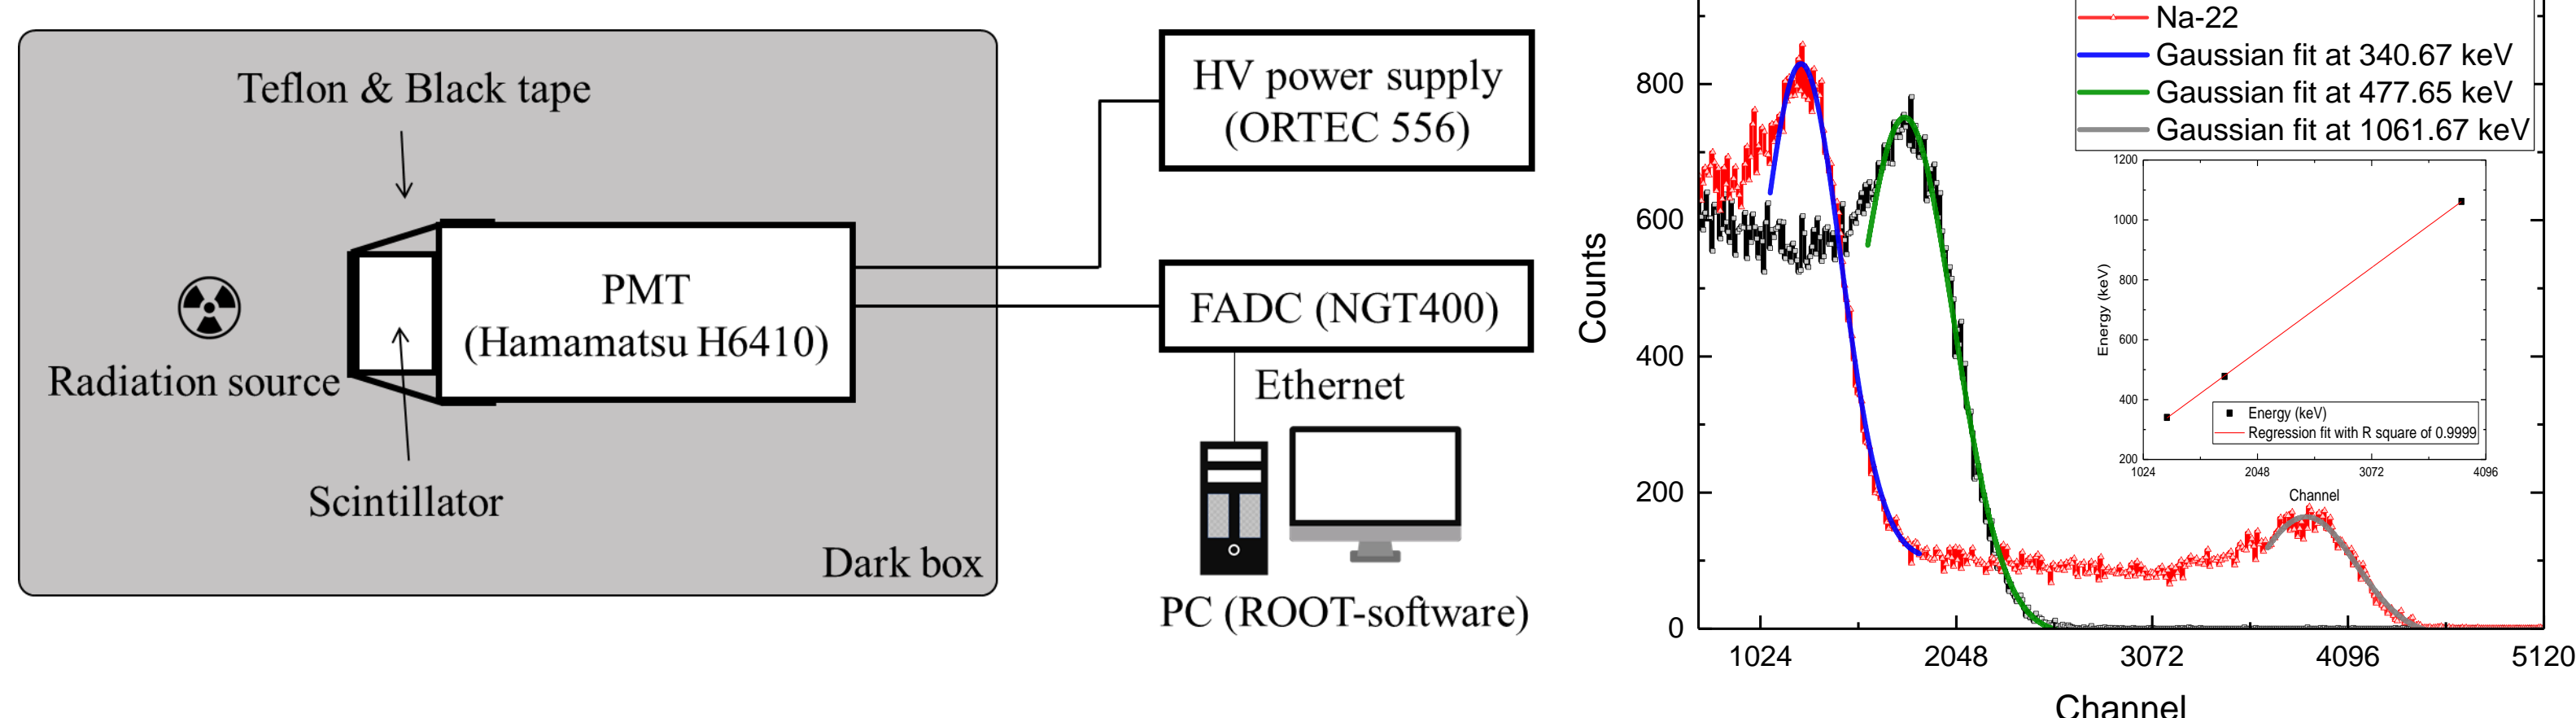 Teflon & Black tape
Radiation source
Scintillator
PMT
(Hamamatsu H6410)
Dark box
HV power supply
(ORTEC 556)
FADC (NGT400)
Ethernet
PC (ROOT-software)
Counts
800
600
400
200
0
1024
2048
3072
4096
5120
Channel
Na-22
Gaussian fit at 340.67 keV
Gaussian fit at 477.65 keV
Gaussian fit at 1061.67 keV
Energy (keV)
1200
1000
800
600
400
200
1024
2048
3072
4096
Channel
Energy (keV)
Regression fit with R square of 0.9999